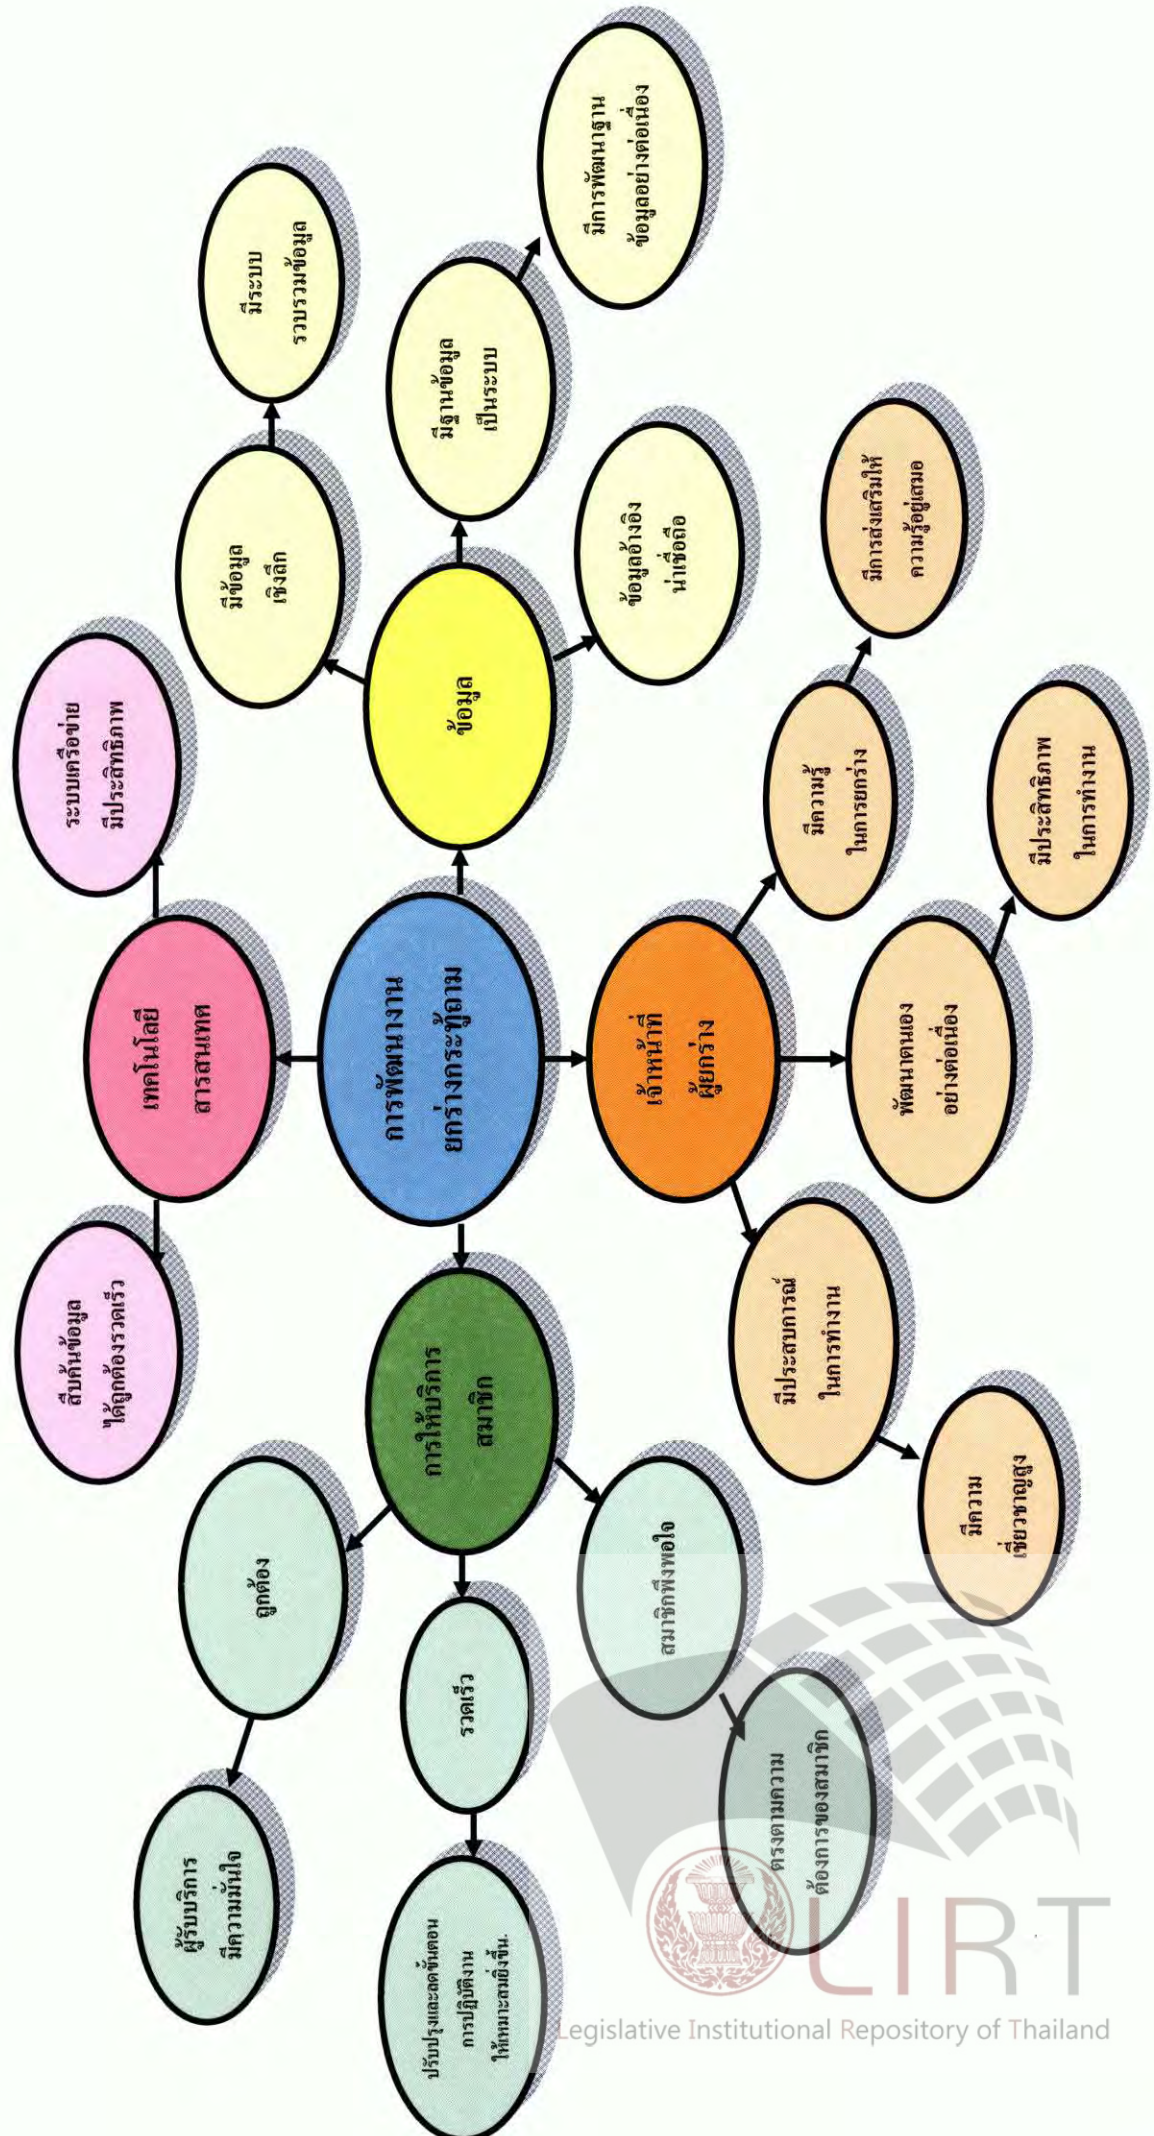 การพัฒนางาน
ยกร่างกระทู้ถาม
เทคโนโลยี
สารสนเทศ
ระบบเครือข่าย
มีประสิทธิภาพ
สืบค้นข้อมูล
ได้ถูกต้องรวดเร็ว
ข้อมูล
มีข้อมูล
เชิงลึก
มีระบบ
รวบรวมข้อมูล
มีฐานข้อมูล
เป็นระบบ
มีการพัฒนาฐาน
ข้อมูลอย่างต่อเนื่อง
ข้อมูลอ้างอิง
น่าเชื่อถือ
เจ้าหน้าที่
ผู้ยกร่าง
มีความรู้
ในการยกร่าง
มีการส่งเสริมให้
ความรู้อยู่เสมอ
พัฒนาตนเอง
อย่างต่อเนื่อง
มีประสิทธิภาพ
ในการทำงาน
มีประสบการณ์
ในการทำงาน
มีความ
เชี่ยวชาญสูง
การให้บริการ
สมาชิก
ถูกต้อง
ผู้รับบริการ
มีความมั่นใจ
รวดเร็ว
ปรับปรุงและลดขั้นตอน
การปฏิบัติงาน
ให้เหมาะสมยิ่งขึ้น.
สมาชิกพึงพอใจ
ตรงตามความ
ต้องการของสมาชิก
LIRT
Legislative Institutional Repository of Thailand